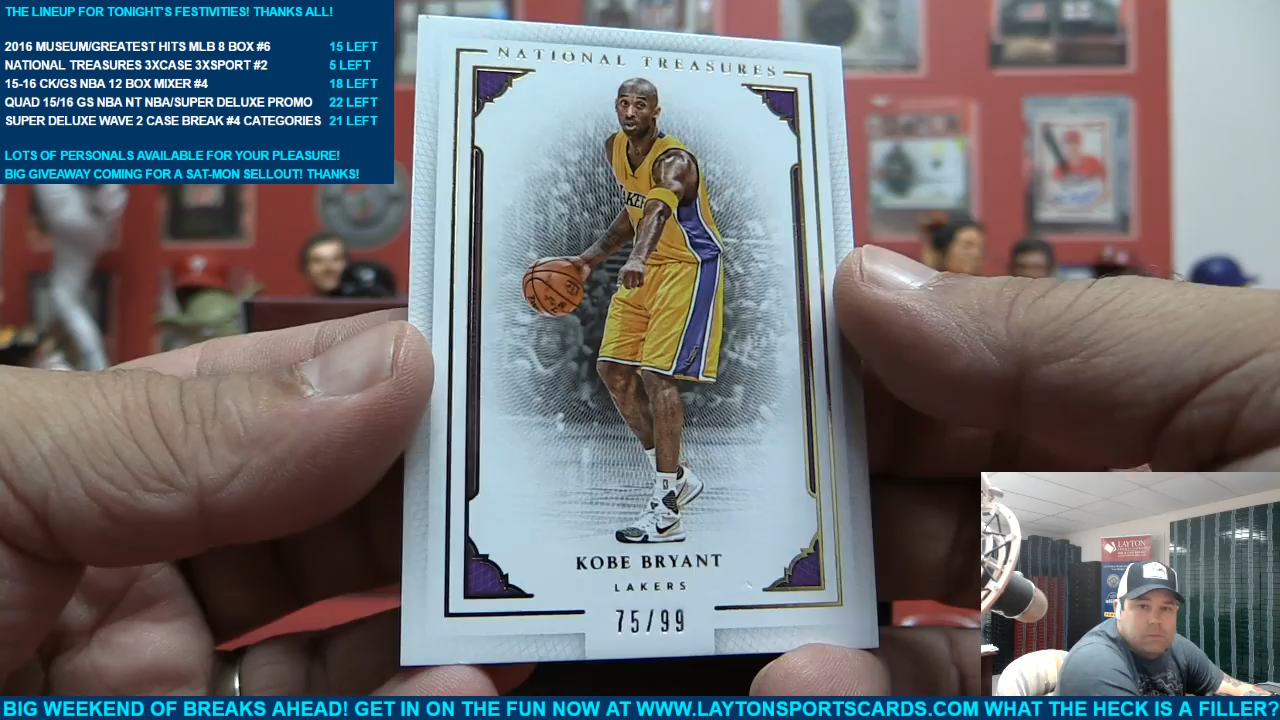 THE LINEUP FOR TONIGHT'S FESTIVITIES! THANKS ALL!
2016 MUSEUM/GREATEST HITS MLB 8 BOX #6 15 LEFT
NATIONAL TREASURES 3XCASE 3XSPORT #2 5 LEFT
15-16 CK/GS NBA 12 BOX MIXER #4 18 LEFT
QUAD 15/16 GS NBA NT NBA/SUPER DELUXE PROMO 22 LEFT
SUPER DELUXE WAVE 2 CASE BREAK #4 CATEGORIES 21 LEFT
LOTS OF PERSONALS AVAILABLE FOR YOUR PLEASURE!
BIG GIVEAWAY COMING FOR A SAT-MON SELLOUT! THANKS!
NATIONAL TREASURES
KOBE BRYANT
LAKERS
75/99
LAYTON
BIG WEEKEND OF BREAKS AHEAD! GET IN ON THE FUN NOW AT WWW.LAYTONSPORTSCARDS.COM WHAT THE HECK IS A FILLER?